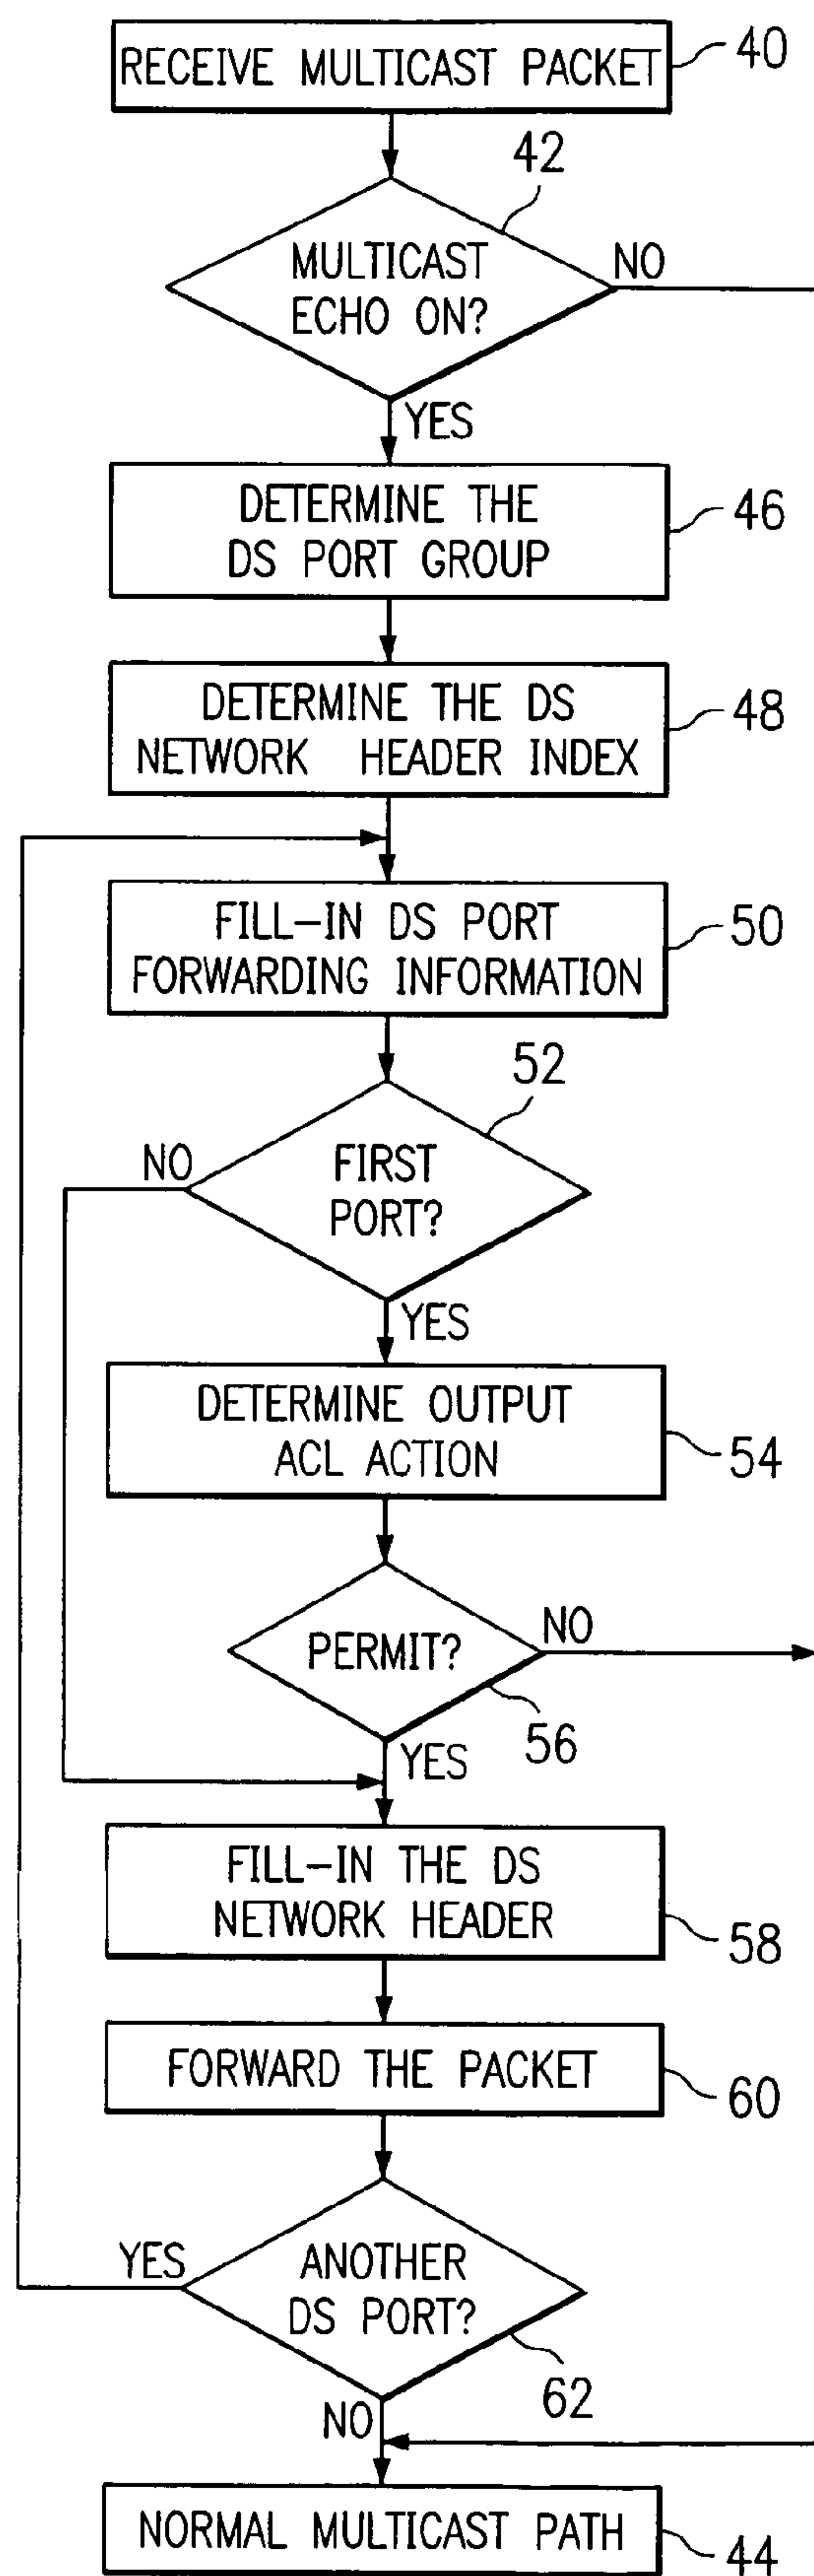 RECEIVE MULTICAST PACKET
40
42
MULTICAST
ECHO ON?
NO
YES
DETERMINE THE
DS PORT GROUP
46
DETERMINE THE DS
NETWORK HEADER INDEX
48
FILL-IN DS PORT
FORWARDING INFORMATION
50
52
NO
FIRST
PORT?
YES
DETERMINE OUTPUT
ACL ACTION
54
PERMIT?
NO
56
YES
FILL-IN THE DS
NETWORK HEADER
58
FORWARD THE PACKET
60
YES
ANOTHER
DS PORT?
62
NO
NORMAL MULTICAST PATH
44